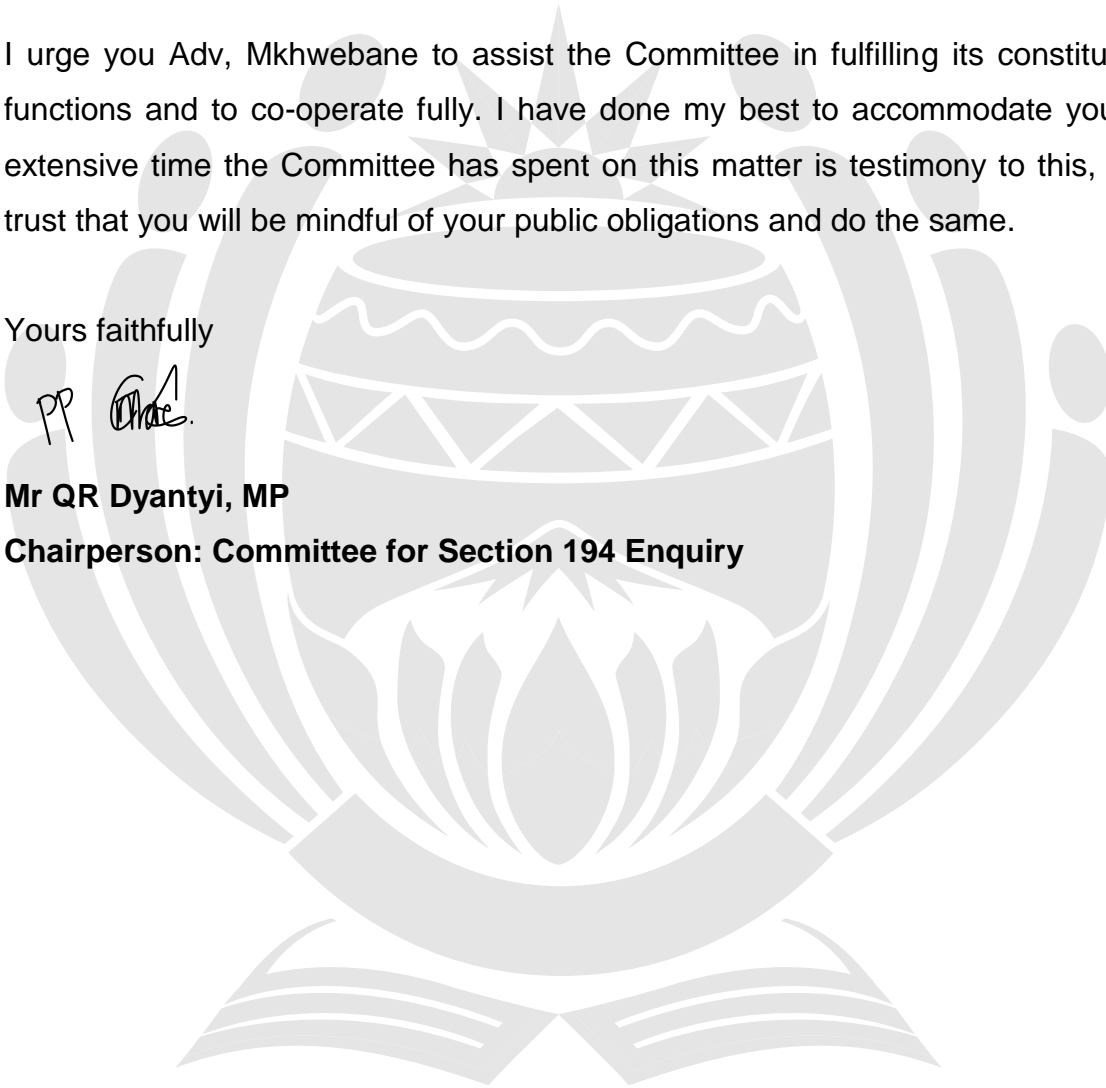 I urge you Adv, Mkhwebane to assist the Committee in fulfilling its constitu
functions and to co-operate fully. I have done my best to accommodate you
extensive time the Committee has spent on this matter is testimony to this,
trust that you will be mindful of your public obligations and do the same.
Yours faithfully
pp
Mr QR Dyantyi, MP
Chairperson: Committee for Section 194 Enquiry